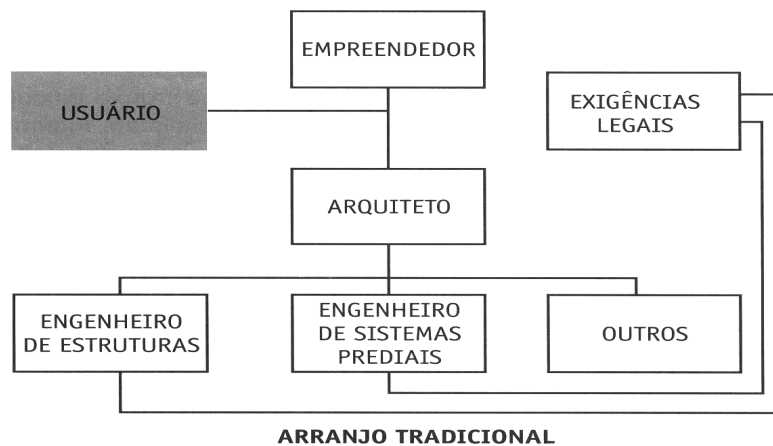 EMPREENDEDOR
USUÁRIO
EXIGÊNCIAS
LEGAIS
ARQUITETO
ENGENHEIRO
DE ESTRUTURAS
ENGENHEIRO
DE SISTEMAS
PREDIAIS
OUTROS
ARRANJO TRADICIONAL